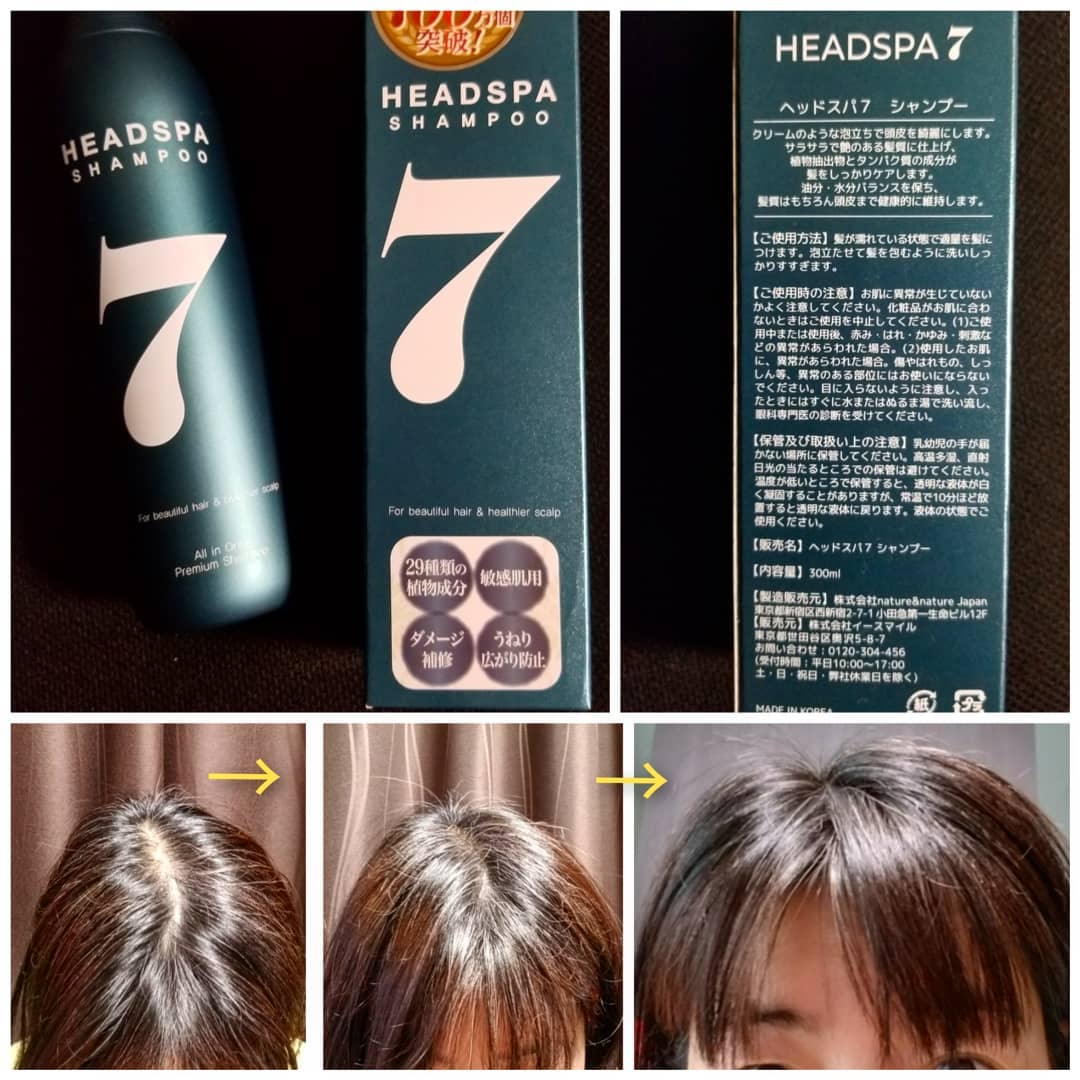 HEADSPA
SHAMPOO
7
For beautiful hair & healthier scalp
All in One
Premium Shampoo
100万個
突破!
HEADSPA
SHAMPOO
7
For beautiful hair & healthier scalp
29種類の
植物成分
敏感肌用
ダメージ
補修
うねり
広がり防止
HEADSPA 7
ヘッドスパ7 シャンプー
クリームのような泡立ちで頭皮を綺麗にします。
サラサラで艶のある髪質に仕上げ、
植物抽出物とタンパク質の成分が
髪をしっかりケアします。
油分・水分バランスを保ち、
髪質はもちろん頭皮まで健康的に維持します。
【ご使用方法】髪が濡れている状態で適量を髪に
つけます。泡立たせて髪を包むように洗いしっ
かりすすぎます。
【ご使用時の注意】お肌に異常が生じていない
かよく注意してください。化粧品がお肌に合わ
ないときはご使用を中止してください。(1)ご使
用中または使用後、赤み・はれ・かゆみ・刺激な
どの異常があらわれた場合。(2)使用したお肌
に、異常があらわれた場合。傷やはれもの、しっ
しん等、異常のある部位にはお使いにならない
でください。目に入らないように注意し、入っ
たときにはすぐに水またはぬるま湯で洗い流し、
眼科専門医の診断を受けてください。
【保管及び取扱い上の注意】乳幼児の手が届
かない場所に保管してください。高温多湿、直射
日光の当たるところでの保管は避けてください。
温度が低いところで保管すると、透明な液体が白
く凝固することがありますが、常温で10分ほど放
置すると透明な液体に戻ります。液体の状態でご
使用ください。
【販売名】ヘッドスパ7 シャンプー
【内容量】300ml
【製造販売元】株式会社nature&nature Japan
東京都新宿区西新宿2-7-1 小田急第一生命ビル12F
【販売元】株式会社イースマイル
東京都世田谷区奥沢5-8-7
お問い合わせ:0120-304-456
(受付時間:平日10:00〜17:00
土・日・祝日・弊社休業日を除く)
MADE IN KOREA
紙
プラ